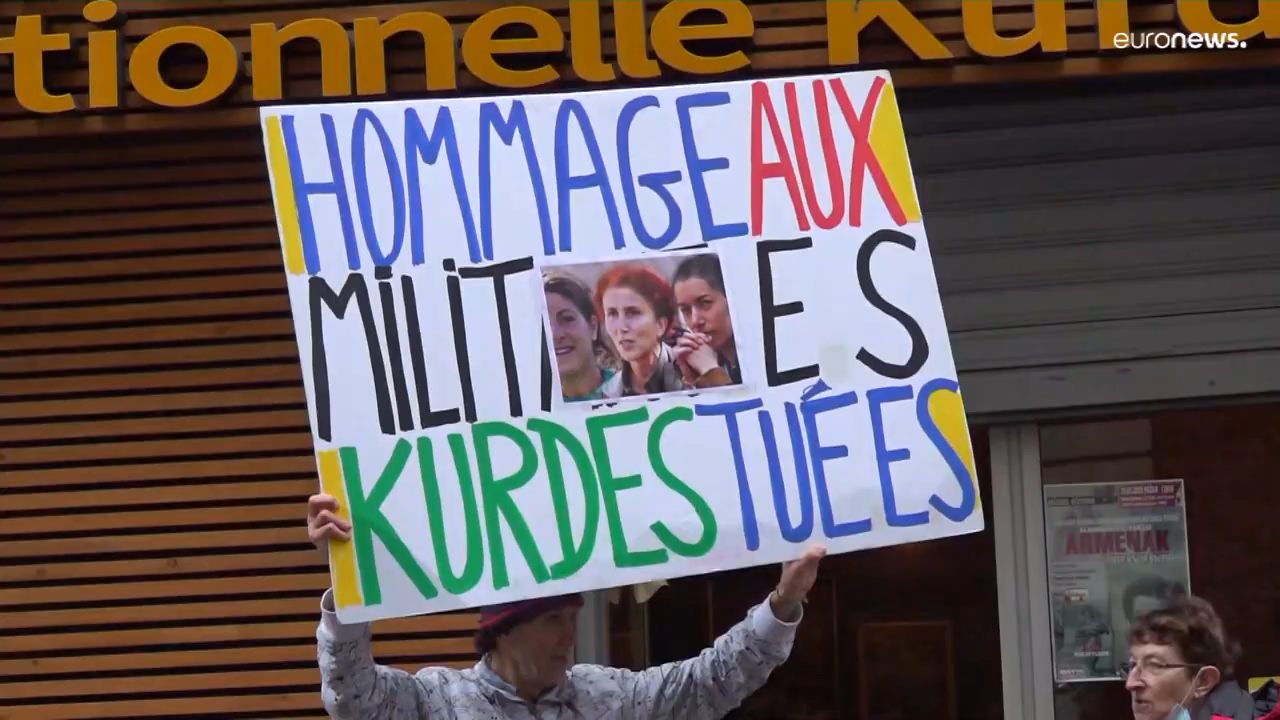 tionnelle Kurd
euronews.
HOMMAGE AUX
MILIT ES
KURDES TUÉES
ARMENAK